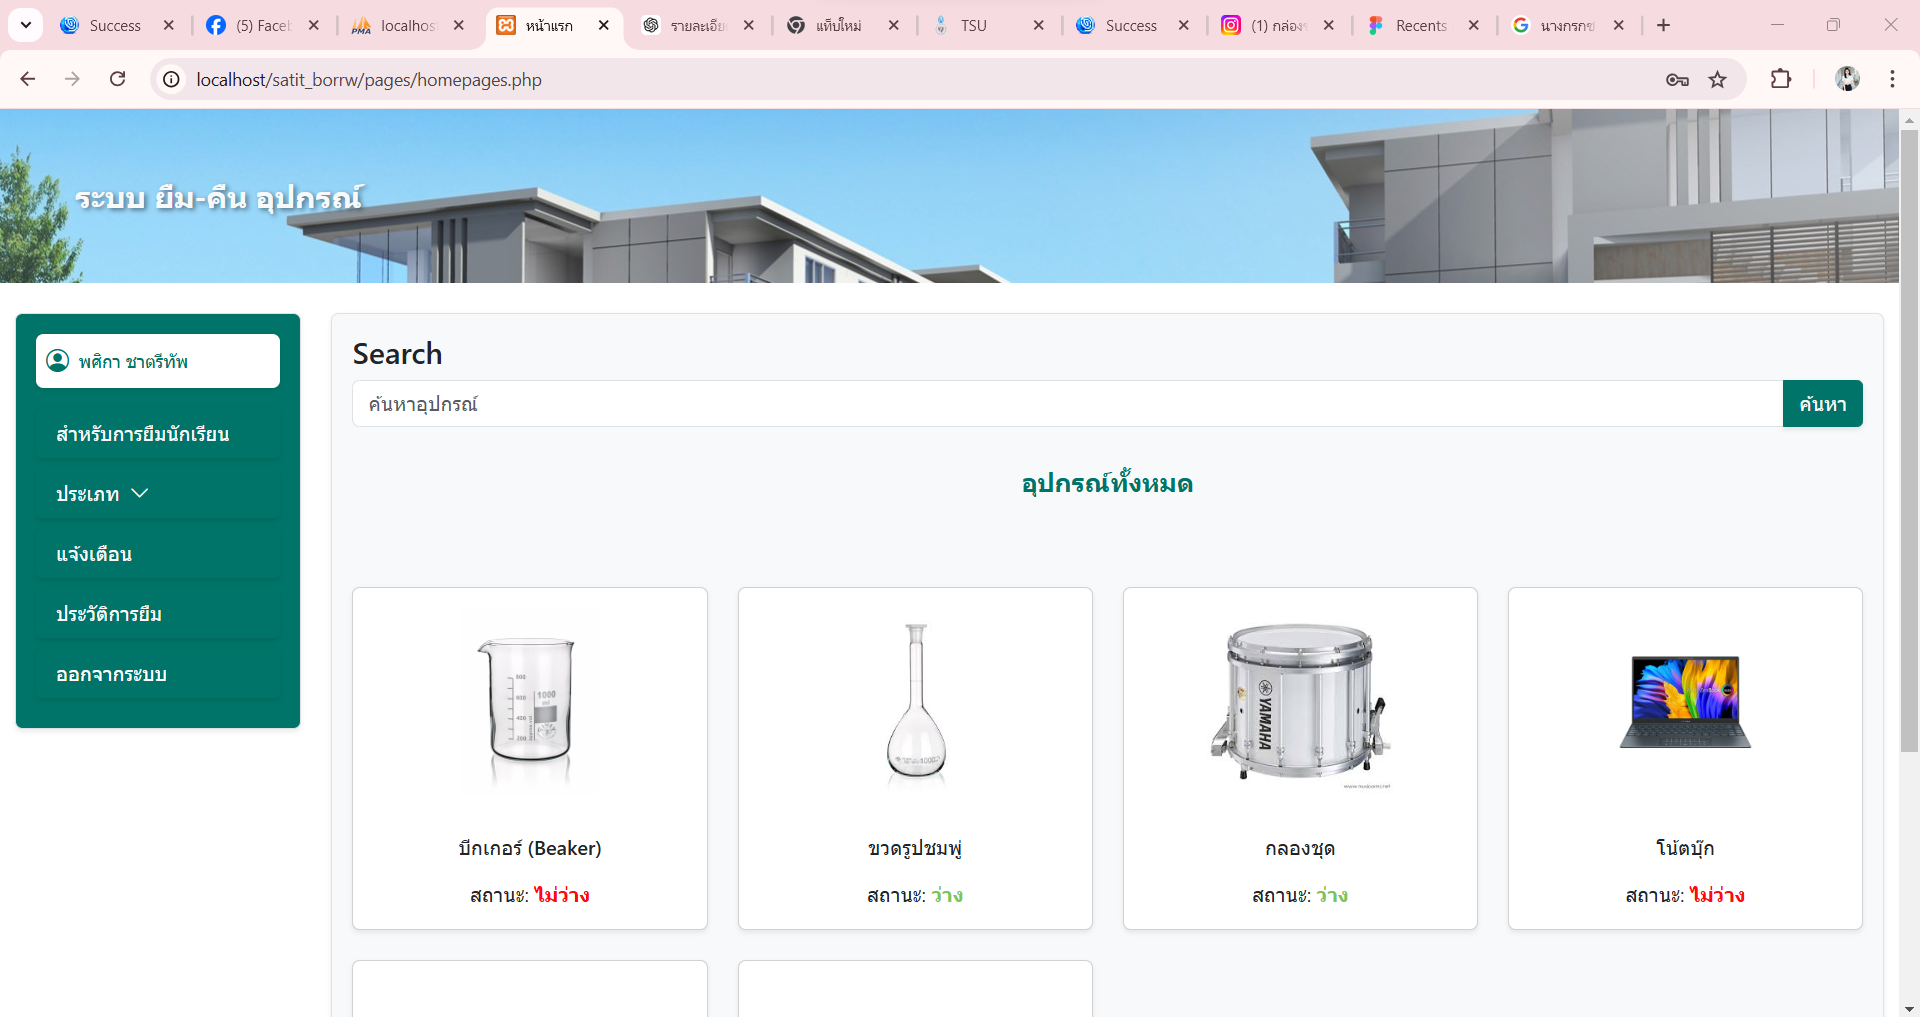 Success
(5) Facel
localhos
หน้าแรก
รายละเอีย
แท็บใหม่
TSU
Success
(1) กล่องข
Recents
นางกรกช
localhost/satit_borrw/pages/homepages.php
ระบบ ยืม-คืน อุปกรณ์
พศิกา ชาตรีทัพ
สำหรับการยืมนักเรียน
ประเภท
แจ้งเตือน
ประวัติการยืม
ออกจากระบบ
Search
ค้นหาอุปกรณ์
ค้นหา
อุปกรณ์ทั้งหมด
1000
YAMAHA
บีกเกอร์ (Beaker)
ขวดรูปชมพู่
กลองชุด
โน้ตบุ๊ก
สถานะ: ไม่ว่าง
สถานะ: ว่าง
สถานะ: ว่าง
สถานะ: ไม่ว่าง